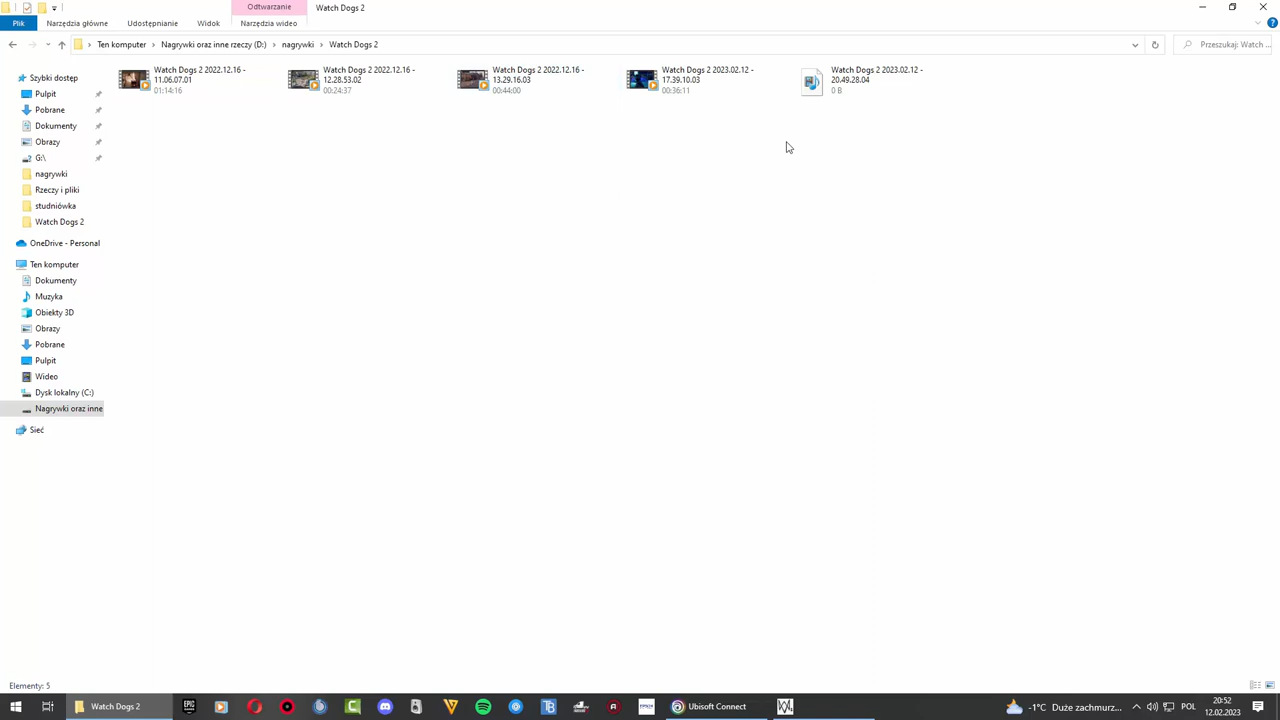 Odtwarzanie
Watch Dogs 2
Plik
Narzędzia główne
Udostępnianie
Widok
Narzędzia wideo
Ten komputer > Nagrywki oraz inne rzeczy (D:) > nagrywki > Watch Dogs 2
Przeszukaj: Watch ...
Watch Dogs 2 2022.12.16 -
11.06.07.01
01:14:16
Watch Dogs 2 2022.12.16 -
12.28.53.02
00:24:37
Watch Dogs 2 2022.12.16 -
13.29.16.03
00:44:00
Watch Dogs 2 2023.02.12 -
17.39.10.03
00:36:11
Watch Dogs 2 2023.02.12 -
20.49.28.04
0 B
Szybki dostęp
Pulpit
Pobrane
Dokumenty
Obrazy
G:\
nagrywki
Rzeczy i pliki
studniówka
Watch Dogs 2
OneDrive - Personal
Ten komputer
Dokumenty
Muzyka
Obiekty 3D
Obrazy
Pobrane
Pulpit
Wideo
Dysk lokalny (C:)
Nagrywki oraz inne
Sieć
Elementy: 5
Watch Dogs 2
EPIC
GAMES
TB
Ubisoft Connect
-1°C Duże zachmurz...
POL
20:52
12.02.2023